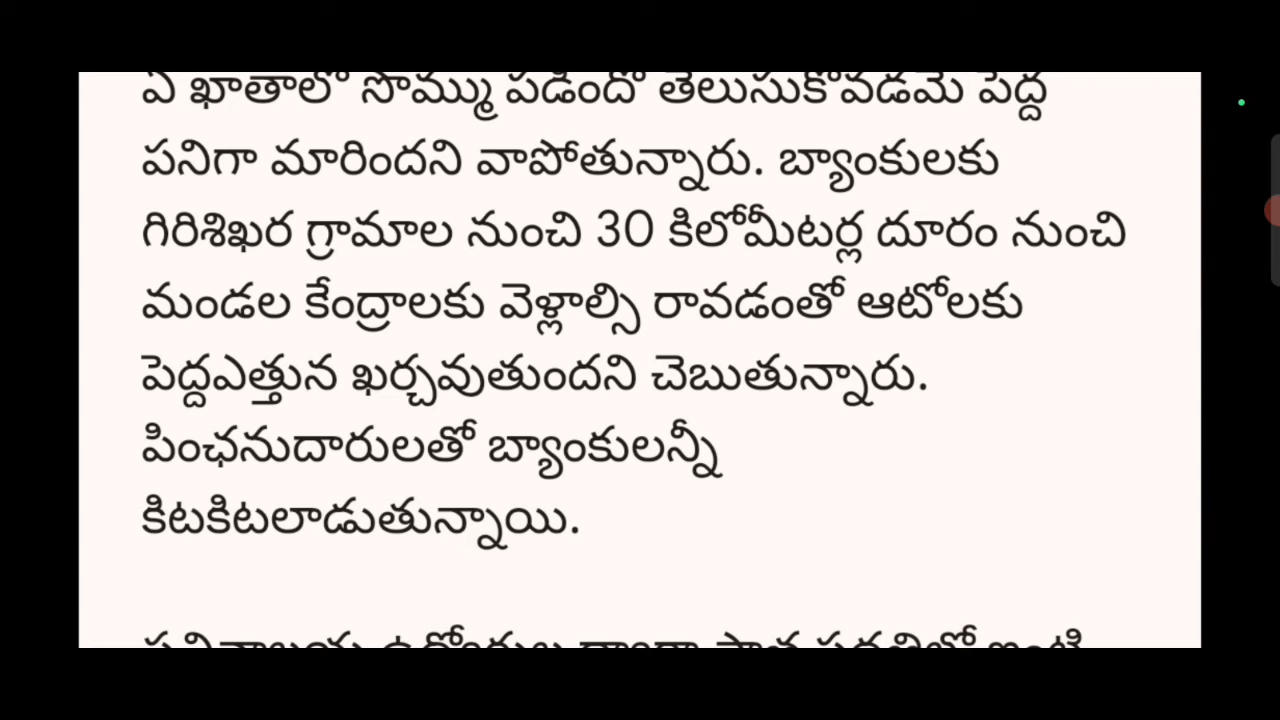 ఏ ఖాతాలో సొమ్ము పడిందో తెలుసుకోవడమే పెద్ద
పనిగా మారిందని వాపోతున్నారు. బ్యాంకులకు
గిరిశిఖర గ్రామాల నుంచి 30 కిలోమీటర్ల దూరం నుంచి
మండల కేంద్రాలకు వెళ్లాల్సి రావడంతో ఆటోలకు
పెద్దఎత్తున ఖర్చవుతుందని చెబుతున్నారు.
పింఛనుదారులతో బ్యాంకులన్నీ
కిటకిటలాడుతున్నాయి.